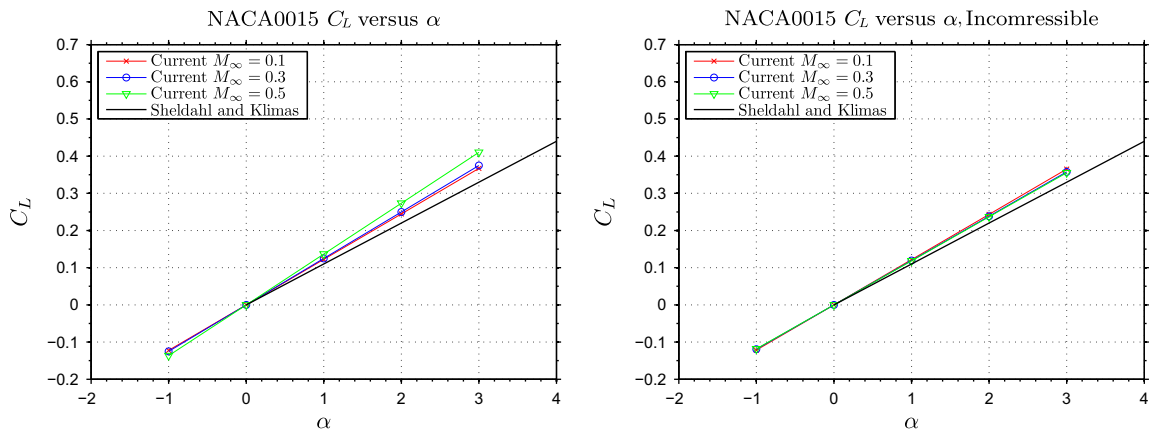 NACA0015 C_L versus α
0.7
0.6
0.5
0.4
0.3
0.2
0.1
0
−0.1
−0.2
C_L
Current M_∞ = 0.1
Current M_∞ = 0.3
Current M_∞ = 0.5
Sheldahl and Klimas
−2 −1 0 1 2 3 4
α
NACA0015 C_L versus α, Incomressible
0.7
0.6
0.5
0.4
0.3
0.2
0.1
0
−0.1
−0.2
C_L
Current M_∞ = 0.1
Current M_∞ = 0.3
Current M_∞ = 0.5
Sheldahl and Klimas
−2 −1 0 1 2 3 4
α